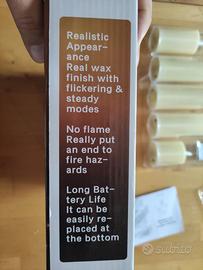 Realistic
Appear-
ance
Real wax
finish with
flickering &
steady
modes
No flame
Really put
an end to
fire haz-
ards
Long Bat-
tery Life
It can be
easily re-
placed at
the bottom
subito